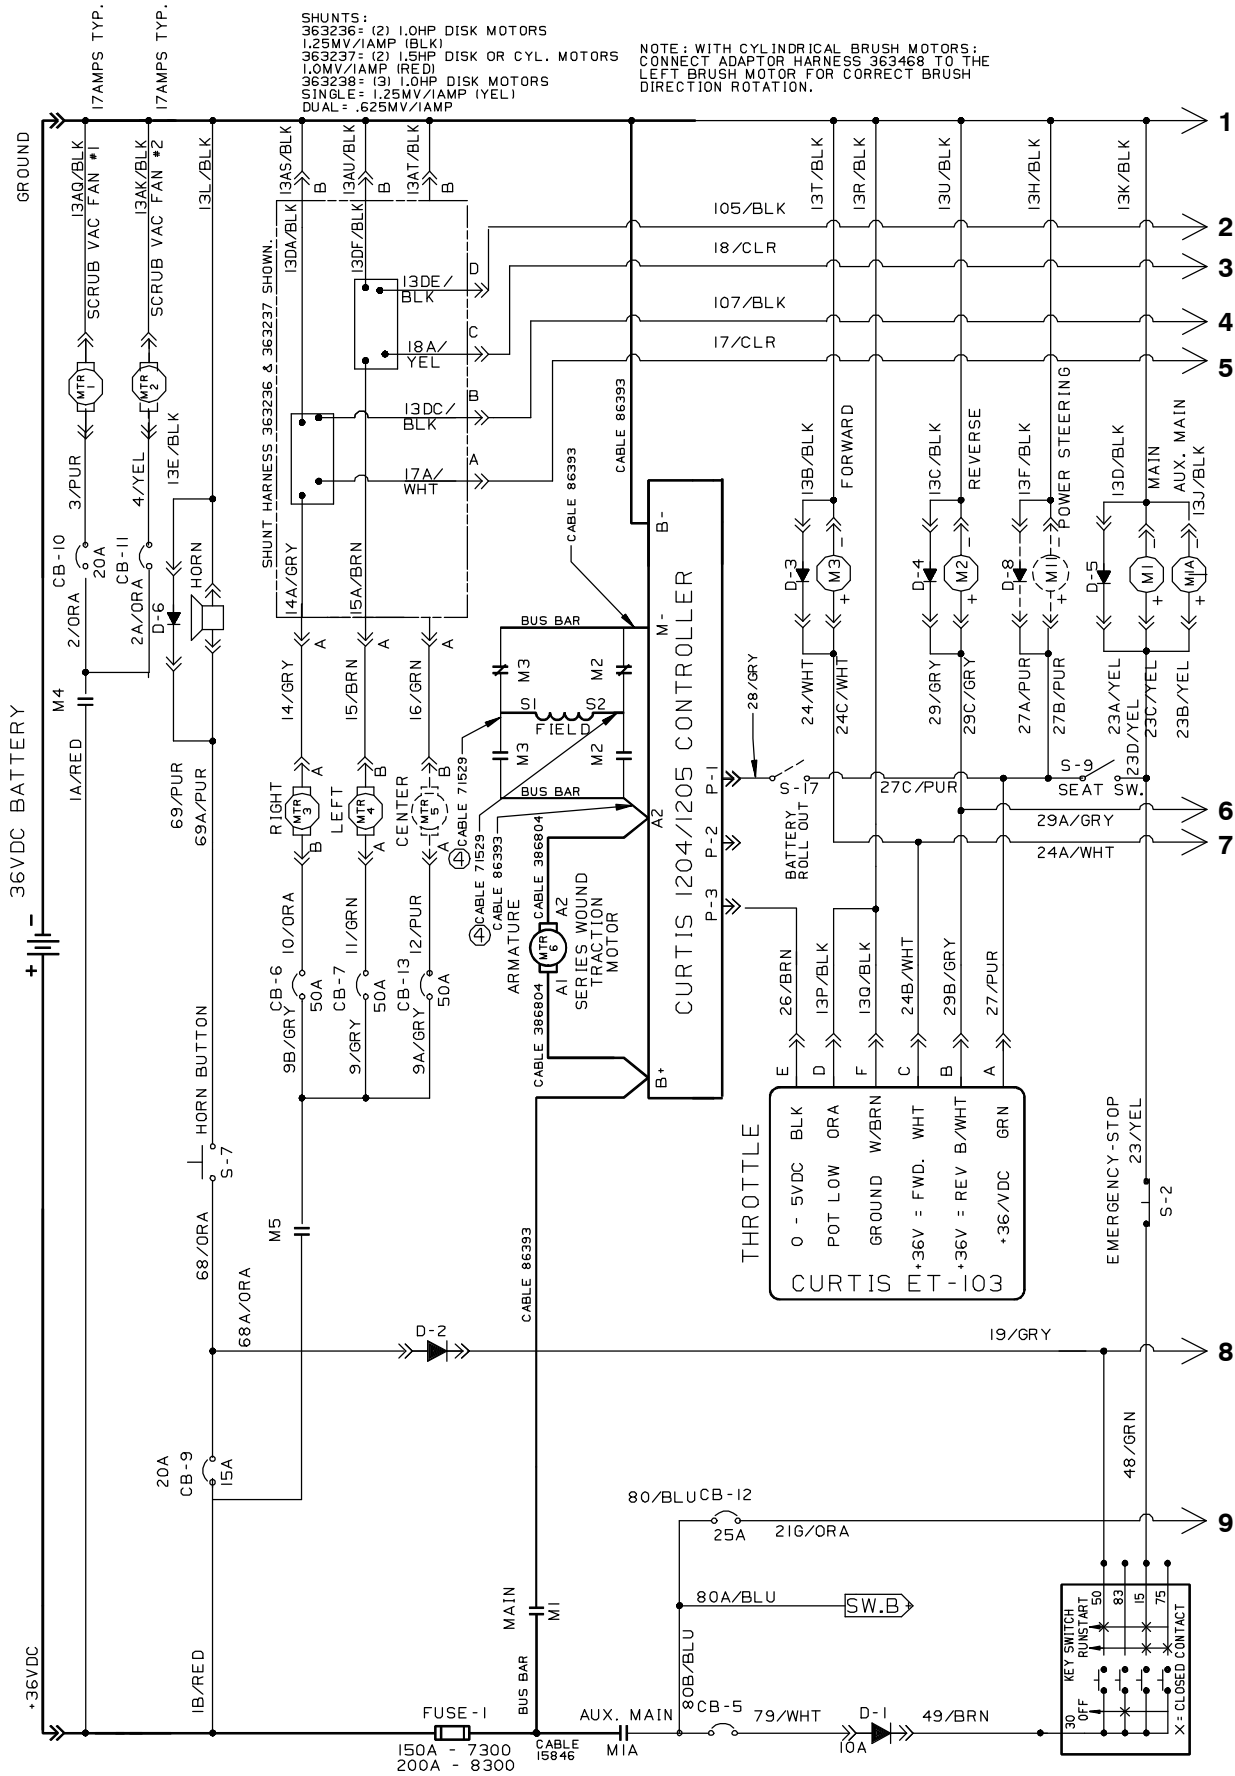 SHUNTS:
363236= (2) 1.0HP DISK MOTORS
1.25MV/1AMP (BLK)
363237= (2) 1.5HP DISK OR CYL. MOTORS
1.0MV/1AMP (RED)
363238= (3) 1.0HP DISK MOTORS
SINGLE= 1.25MV/1AMP (YEL)
DUAL= .625MV/1AMP
NOTE: WITH CYLINDRICAL BRUSH MOTORS:
CONNECT ADAPTOR HARNESS 363468 TO THE
LEFT BRUSH MOTOR FOR CORRECT BRUSH
DIRECTION ROTATION.
17AMPS TYP.
17AMPS TYP.
GROUND
13AQ/BLK
SCRUB VAC FAN #1
13AK/BLK
SCRUB VAC FAN #2
13L/BLK
13AS/BLK
B
13AU/BLK
B
13AT/BLK
B
13T/BLK
13R/BLK
13U/BLK
13H/BLK
13K/BLK
1
SHUNT HARNESS 363236 & 363237 SHOWN.
13DA/BLK
13DF/BLK
105/BLK
2
18/CLR
3
13DE/
BLK
D
107/BLK
4
18A/
YEL
C
17/CLR
5
13DC/
BLK
B
17A/
WHT
A
MTR
1
MTR
2
3/PUR
4/YEL
13E/BLK
CB-10
20A
CB-11
2/ORA
2A/ORA
D-6
HORN
14A/GRY
15A/BRN
CABLE 86393
CABLE 86393
B-
13B/BLK
FORWARD
13C/BLK
REVERSE
13F/BLK
POWER STEERING
13D/BLK
MAIN
AUX. MAIN
13J/BLK
D-3
M3
-
+
D-4
M2
-
+
D-8
M11
-
+
D-5
M1
-
+
M1A
-
+
M4
1A/RED
36VDC BATTERY
-
+
69/PUR
69A/PUR
14/GRY
A
15/BRN
A
16/GRN
A
BUS BAR
M-
M3
M2
S1
S2
FIELD
M3
M2
BUS BAR
28/GRY
24/WHT
24C/WHT
29/GRY
29C/GRY
27A/PUR
27B/PUR
23A/YEL
23D/YEL
23C/YEL
23B/YEL
A
B
B
RIGHT
MTR
3
LEFT
MTR
4
CENTER
MTR
5
B
A
A
4
CABLE 71529
4
CABLE 71529
CABLE 86393
CABLE 386804
A2
CURTIS 1204/1205 CONTROLLER
P-1
P-2
P-3
S-17
BATTERY
ROLL OUT
27C/PUR
S-9
SEAT SW.
29A/GRY
6
24A/WHT
7
10/ORA
11/GRN
12/PUR
CB-6
50A
CB-7
50A
CB-13
50A
9B/GRY
9/GRY
9A/GRY
ARMATURE
MTR
6
A2
A1
SERIES WOUND
TRACTION
MOTOR
CABLE 386804
B+
26/BRN
13P/BLK
13Q/BLK
24B/WHT
29B/GRY
27/PUR
E
D
F
C
B
A
THROTTLE
0 - 5VDC BLK
POT LOW ORA
GROUND W/BRN
+36V = FWD. WHT
+36V = REV B/WHT
+36/VDC GRN
CURTIS ET-103
HORN BUTTON
S-7
68/ORA
68A/ORA
M5
CABLE 86393
EMERGENCY-STOP
23/YEL
S-2
D-2
19/GRY
8
20A
CB-9
15A
48/GRN
80/BLU
CB-12
25A
21G/ORA
9
80A/BLU
SW.B+
80B/BLU
+36VDC
1B/RED
MAIN
M1
BUS BAR
FUSE-1
150A - 7300
200A - 8300
CABLE
15846
AUX. MAIN
M1A
CB-5
79/WHT
D-1
10A
49/BRN
KEY SWITCH
RUN
START
50
83
15
75
30
OFF
X= CLOSED CONTACT